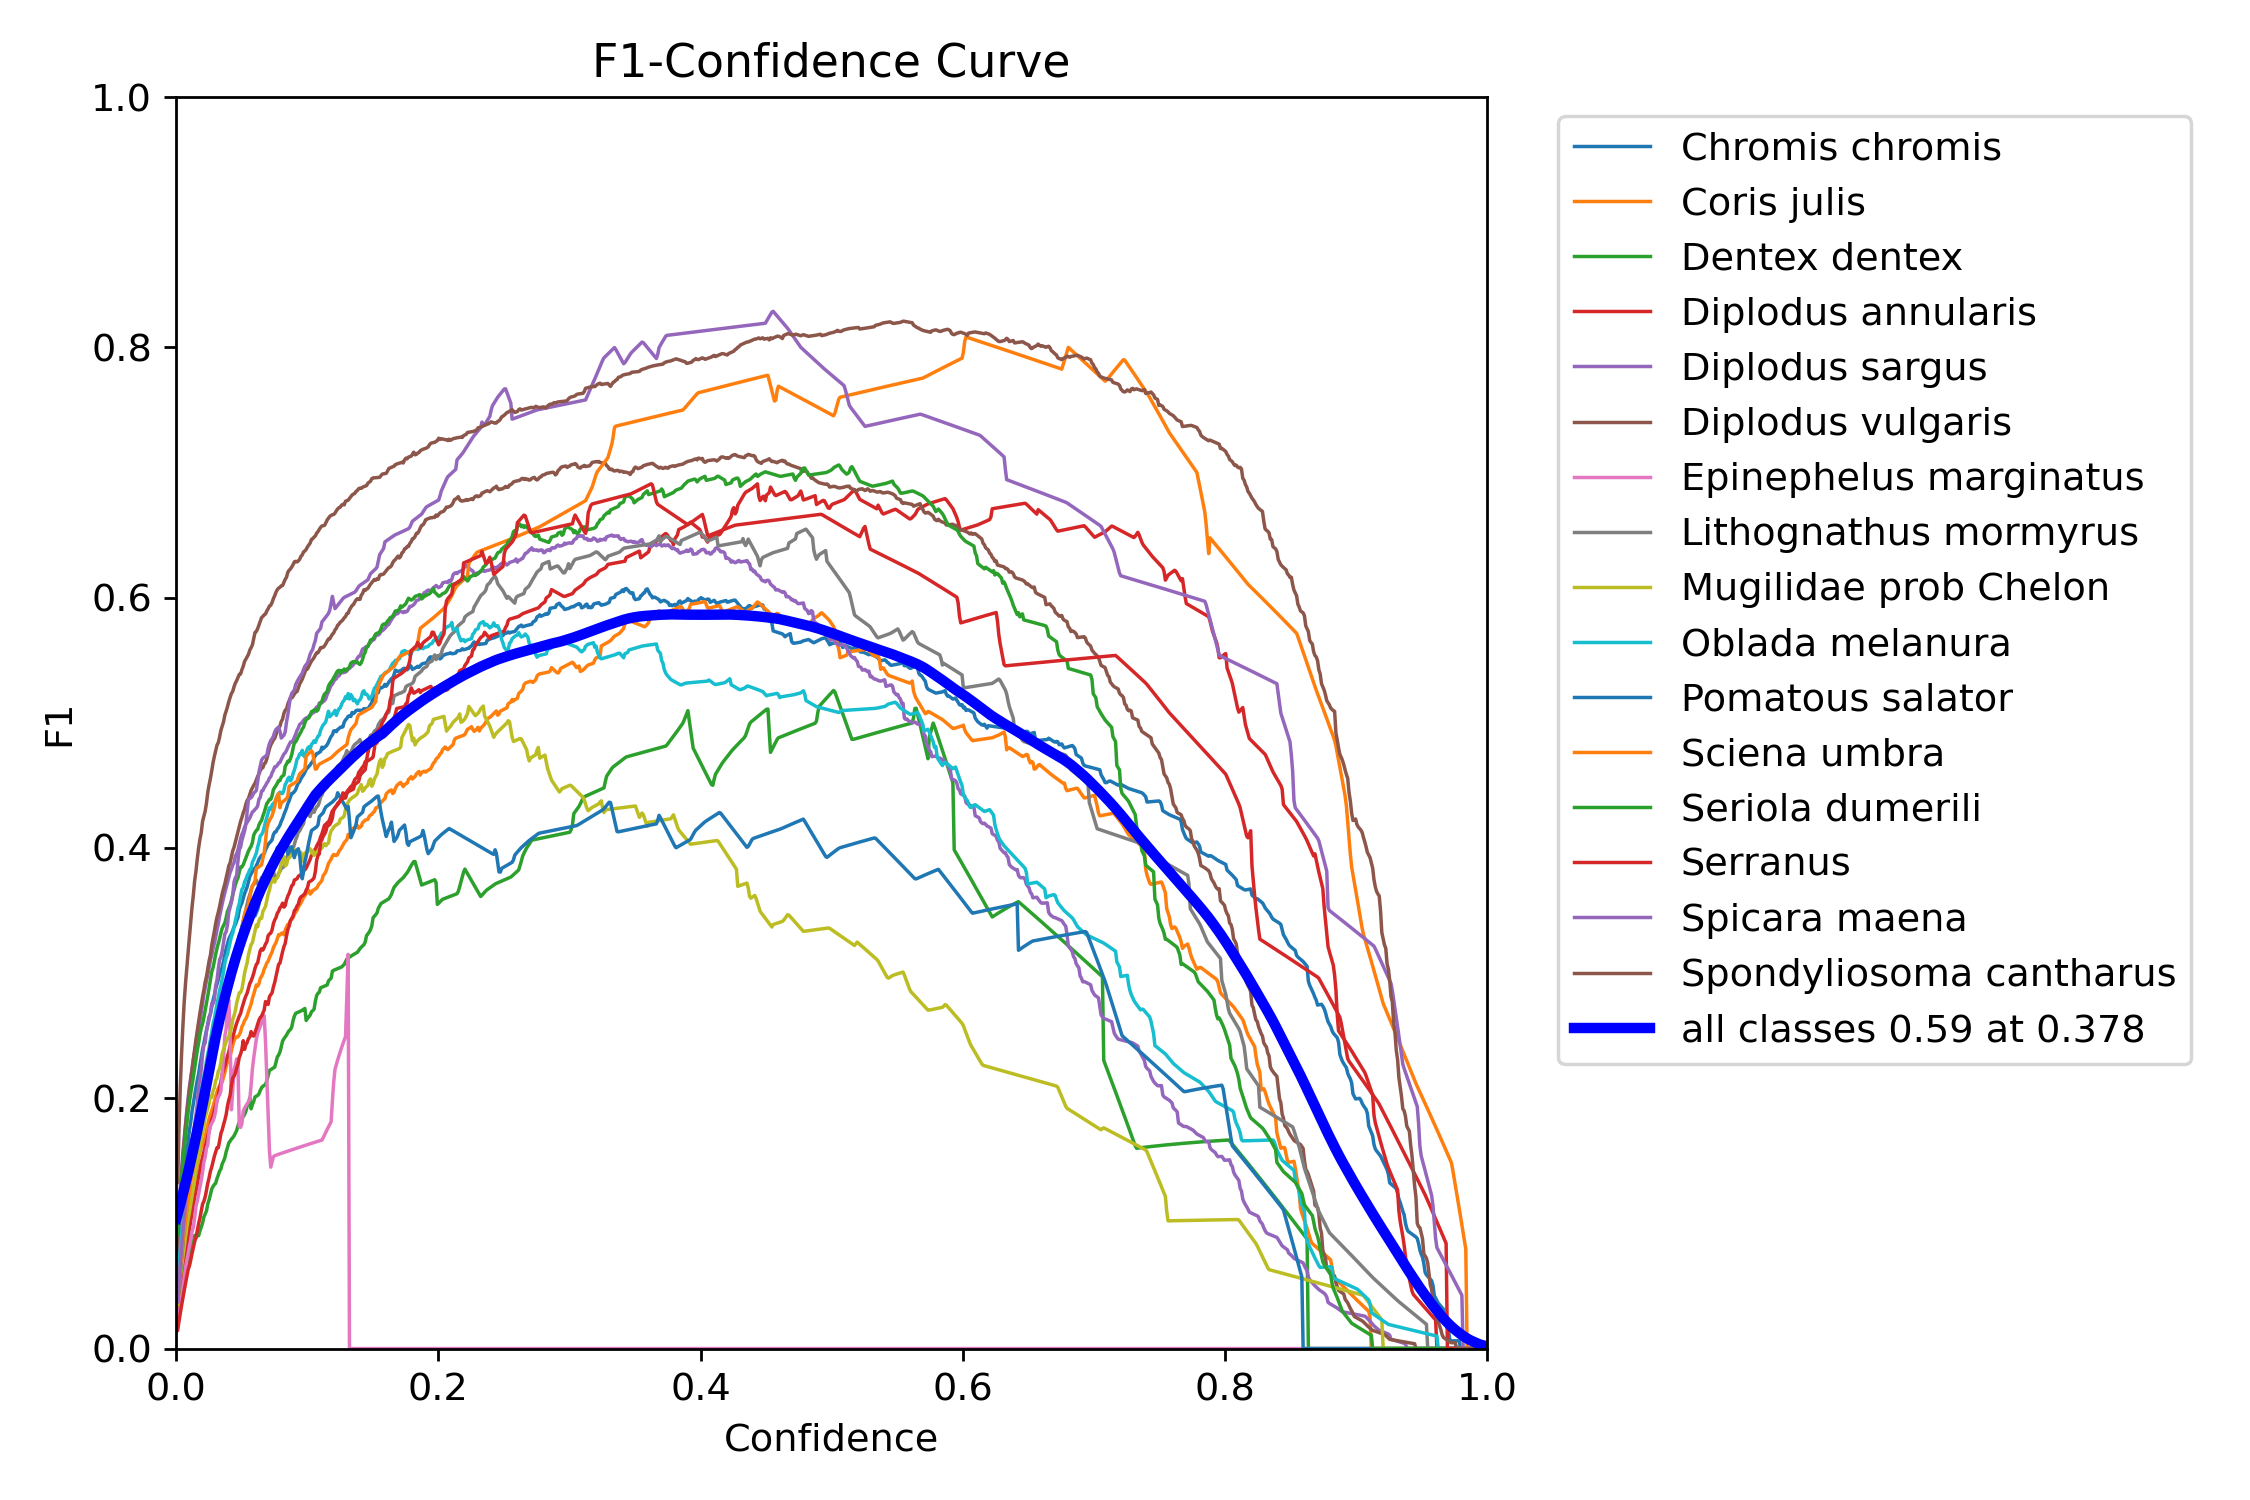 F1-Confidence Curve
1.0
0.8
0.6
0.4
0.2
0.0
F1
0.0 0.2 0.4 0.6 0.8 1.0
Confidence
Chromis chromis
Coris julis
Dentex dentex
Diplodus annularis
Diplodus sargus
Diplodus vulgaris
Epinephelus marginatus
Lithognathus mormyrus
Mugilidae prob Chelon
Oblada melanura
Pomatous salator
Sciena umbra
Seriola dumerili
Serranus
Spicara maena
Spondyliosoma cantharus
all classes 0.59 at 0.378